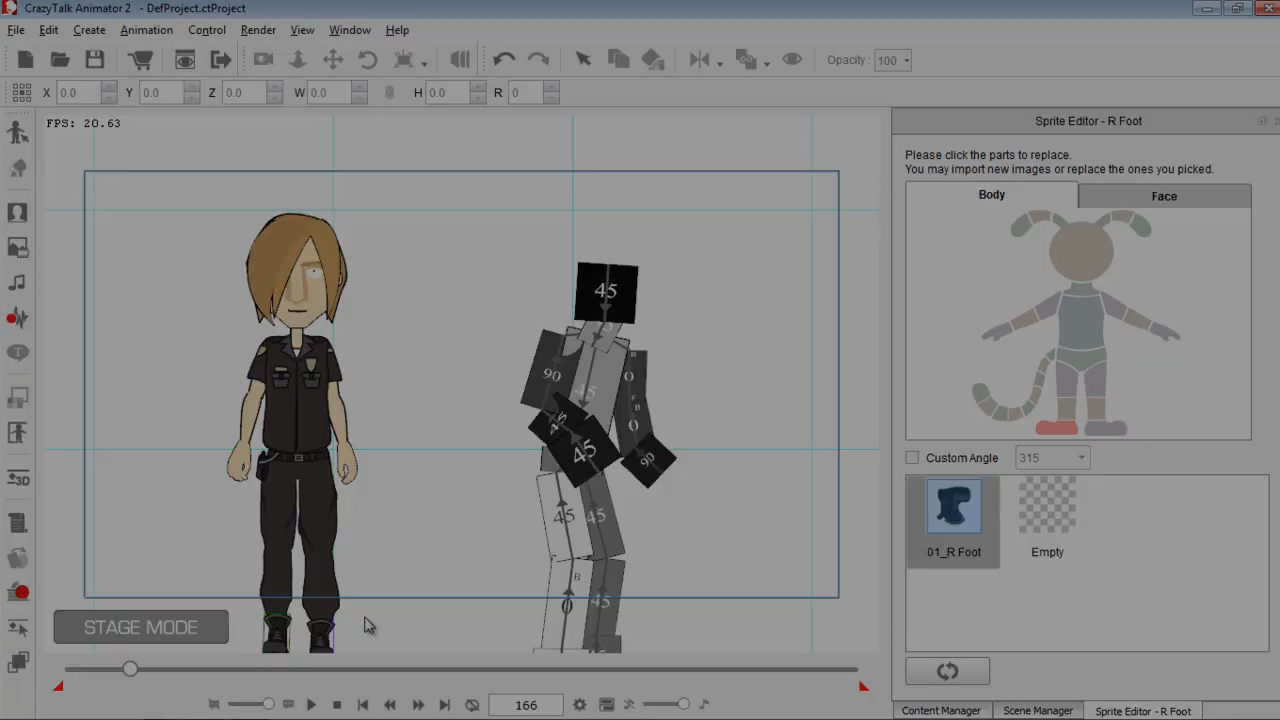 CrazyTalk Animator 2 - DefProject.ctProject
File Edit Create Animation Control Render View Window Help
Opacity : 100
X 0.0 Y 0.0 Z 0.0 W 0.0 H 0.0 R 0
FPS: 20.63
Sprite Editor - R Foot
Please click the parts to replace.
You may import new images or replace the ones you picked.
Body Face
45
90
45
B
0
F
B
0
45
45
90
45
45
B
0
45
Custom Angle 315
01_R Foot Empty
STAGE MODE
3D
166
Content Manager Scene Manager Sprite Editor - R Foot